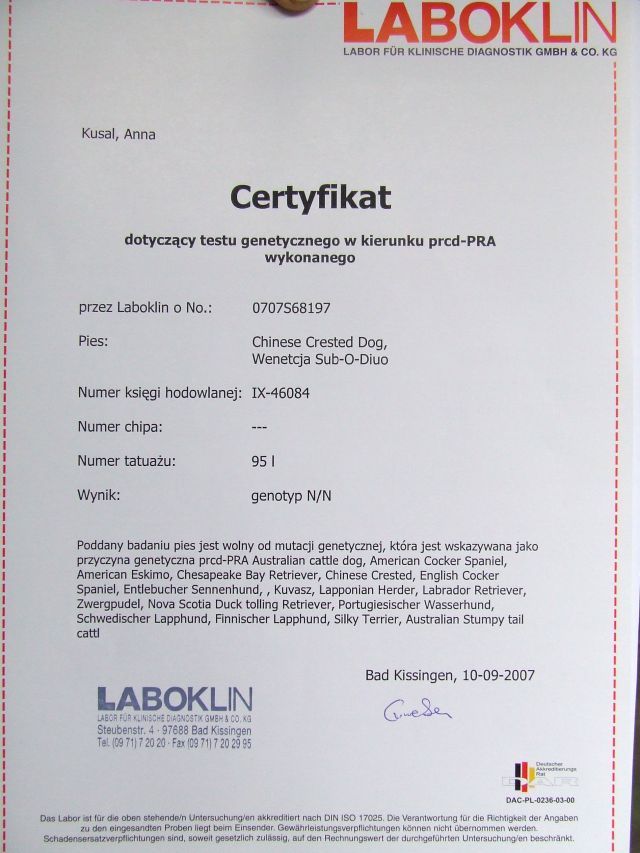 LABOKLIN
LABOR FÜR KLINISCHE DIAGNOSTIK GMBH & CO. KG
Kusal, Anna
Certyfikat
dotyczący testu genetycznego w kierunku prcd-PRA
wykonanego
przez Laboklin o No.: 0707S68197
Pies: Chinese Crested Dog,
Wenetcja Sub-O-Diuo
Numer księgi hodowlanej: IX-46084
Numer chipa: ---
Numer tatuażu: 95 l
Wynik: genotyp N/N
Poddany badaniu pies jest wolny od mutacji genetycznej, która jest wskazywana jako
przyczyna genetyczna prcd-PRA Australian cattle dog, American Cocker Spaniel,
American Eskimo, Chesapeake Bay Retriever, Chinese Crested, English Cocker
Spaniel, Entlebucher Sennenhund, , Kuvasz, Lapponian Herder, Labrador Retriever,
Zwergpudel, Nova Scotia Duck tolling Retriever, Portugiesischer Wasserhund,
Schwedischer Lapphund, Finnischer Lapphund, Silky Terrier, Australian Stumpy tail
cattl
Bad Kissingen, 10-09-2007
LABOKLIN
LABOR FÜR KLINISCHE DIAGNOSTIK GMBH & CO. KG
Steubenstr. 4 · 97688 Bad Kissingen
Tel. (09 71) 7 20 20 · Fax (09 71) 7 20 29 95
Deutscher
Akkreditierungs
Rat
DAR
DAC-PL-0236-03-00
Das Labor ist für die oben stehende/n Untersuchung/en akkreditiert nach DIN ISO 17025. Die Verantwortung für die Richtigkeit der Angaben
zu den eingesandten Proben liegt beim Einsender. Gewährleistungsverpflichtungen können nicht übernommen werden.
Schadensersatzverpflichtungen sind, soweit gesetzlich zulässig, auf den Rechnungswert der durchgeführten Untersuchung/en beschränkt.